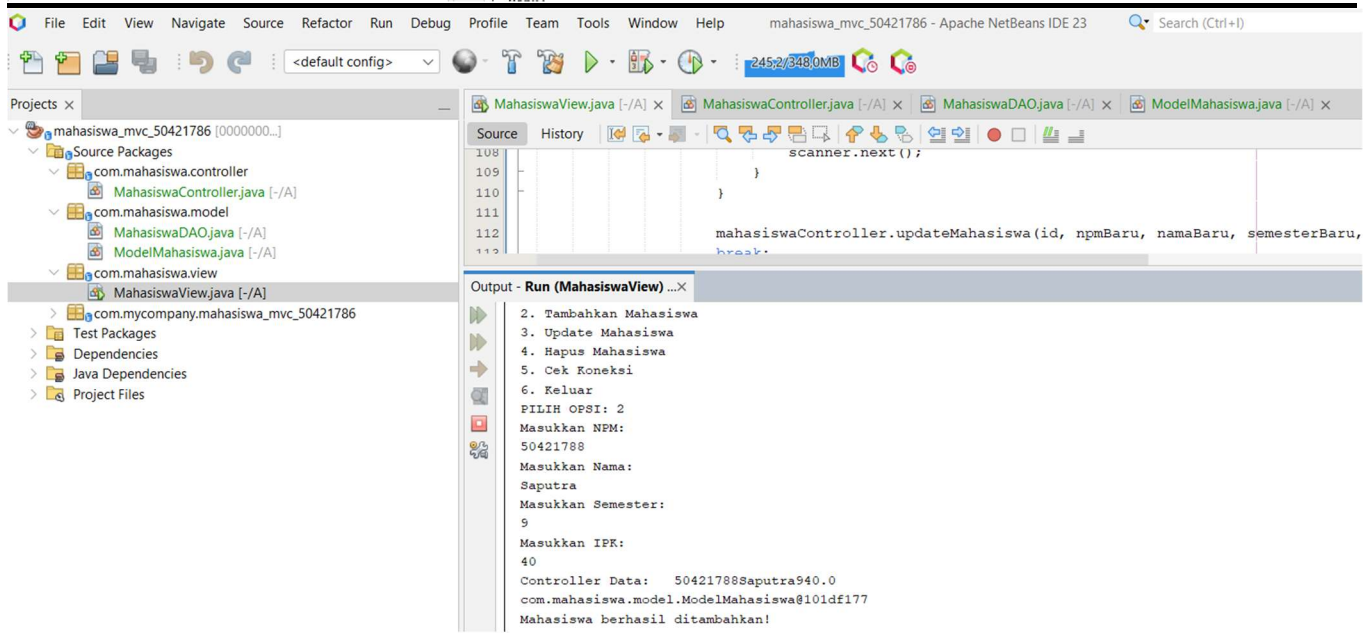 File Edit View Navigate Source Refactor Run Debug Profile Team Tools Window Help mahasiswa_mvc_50421786 - Apache NetBeans IDE 23 Search (Ctrl+I)
<default config> 245,2/348,0MB
Projects
mahasiswa_mvc_50421786 [0000000...]
Source Packages
com.mahasiswa.controller
MahasiswaController.java [-/A]
com.mahasiswa.model
MahasiswaDAO.java [-/A]
ModelMahasiswa.java [-/A]
com.mahasiswa.view
MahasiswaView.java [-/A]
com.mycompany.mahasiswa_mvc_50421786
Test Packages
Dependencies
Java Dependencies
Project Files
MahasiswaView.java [-/A] MahasiswaController.java [-/A] MahasiswaDAO.java [-/A] ModelMahasiswa.java [-/A]
Source History
108 scanner.next();
109 }
110 }
111
112 mahasiswaController.updateMahasiswa(id, npmBaru, namaBaru, semesterBaru,
113 break;
Output - Run (MahasiswaView) ...
2. Tambahkan Mahasiswa
3. Update Mahasiswa
4. Hapus Mahasiswa
5. Cek Koneksi
6. Keluar
PILIH OPSI: 2
Masukkan NPM:
50421788
Masukkan Nama:
Saputra
Masukkan Semester:
9
Masukkan IPK:
40
Controller Data: 50421788Saputra940.0
com.mahasiswa.model.ModelMahasiswa@101df177
Mahasiswa berhasil ditambahkan!